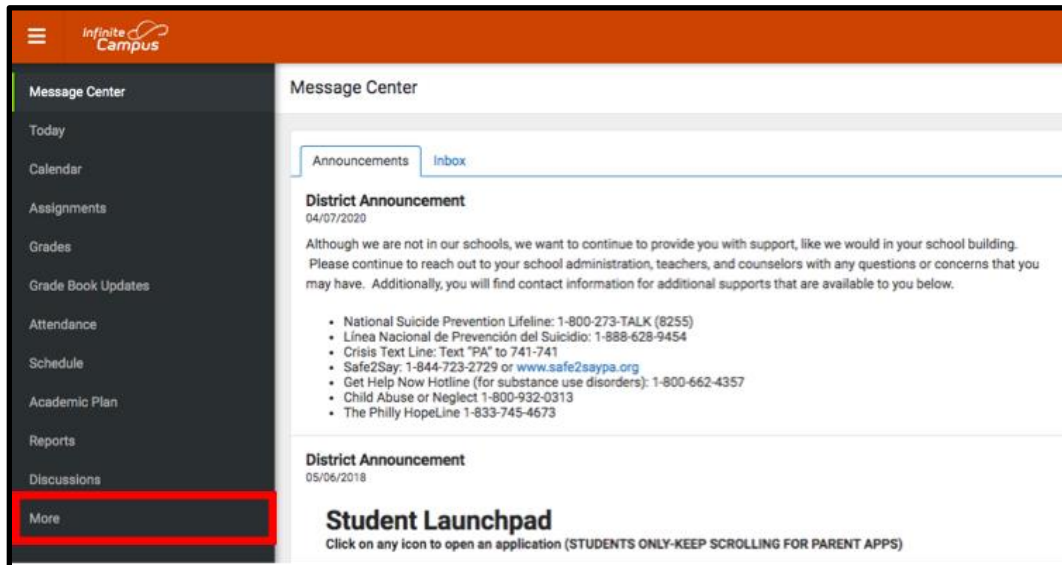 Infinite
Campus
Message Center
Today
Calendar
Assignments
Grades
Grade Book Updates
Attendance
Schedule
Academic Plan
Reports
Discussions
More
Message Center
Announcements Inbox
District Announcement
04/07/2020
Although we are not in our schools, we want to continue to provide you with support, like we would in your school building.
Please continue to reach out to your school administration, teachers, and counselors with any questions or concerns that you
may have. Additionally, you will find contact information for additional supports that are available to you below.
• National Suicide Prevention Lifeline: 1-800-273-TALK (8255)
• Línea Nacional de Prevención del Suicidio: 1-888-628-9454
• Crisis Text Line: Text "PA" to 741-741
• Safe2Say: 1-844-723-2729 or www.safe2saypa.org
• Get Help Now Hotline (for substance use disorders): 1-800-662-4357
• Child Abuse or Neglect 1-800-932-0313
• The Philly HopeLine 1-833-745-4673
District Announcement
05/06/2018
Student Launchpad
Click on any icon to open an application (STUDENTS ONLY-KEEP SCROLLING FOR PARENT APPS)